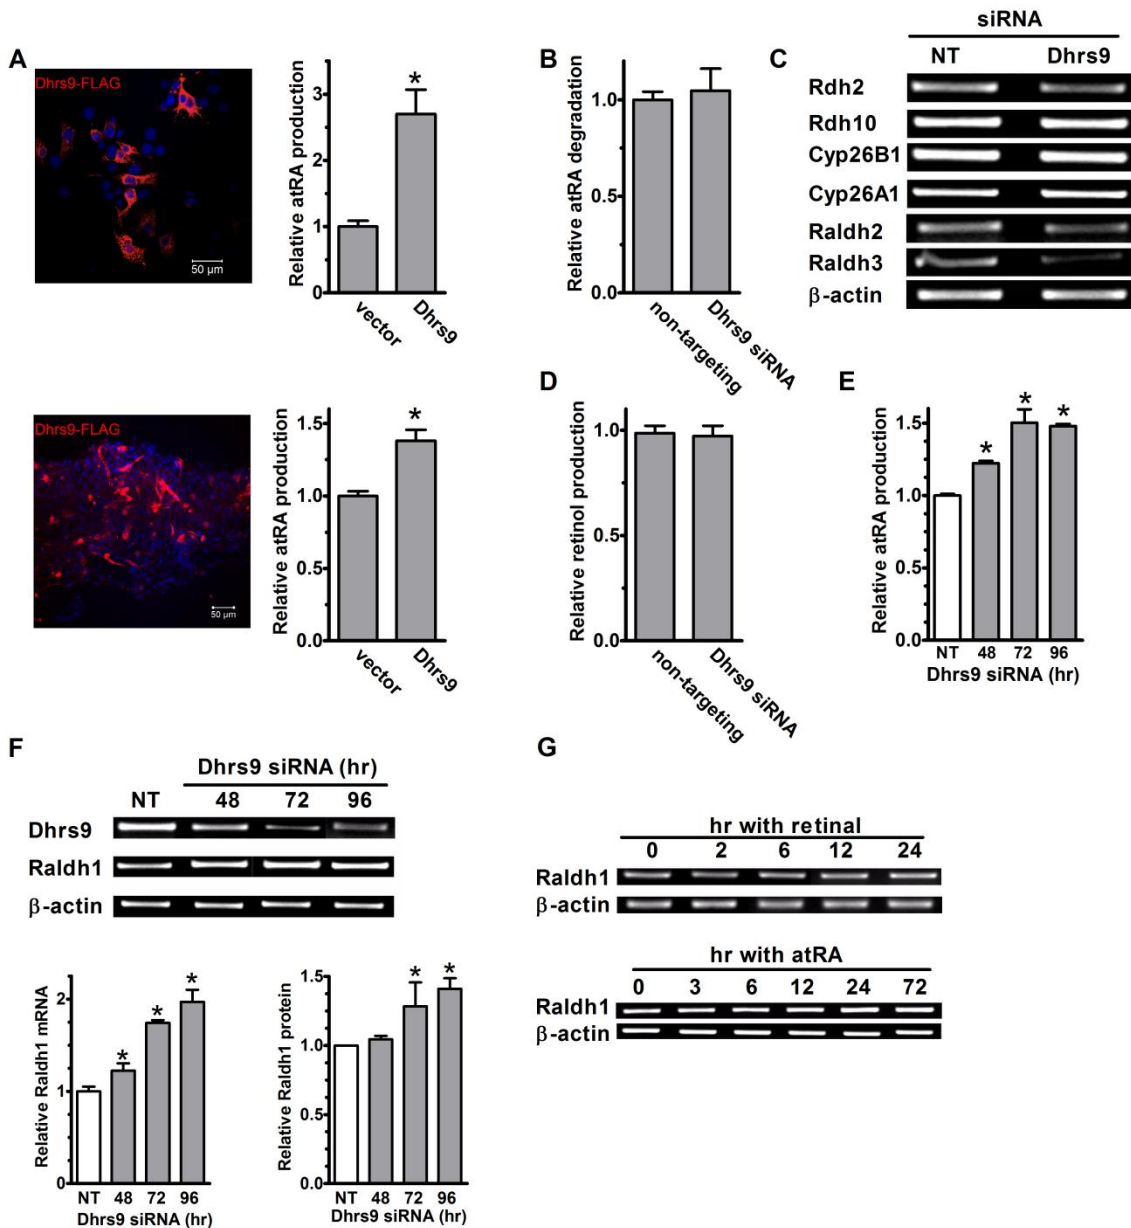 A
Dhrs9-FLAG
50 µm
Relative atRA production
3
2
1
0
*
vector
Dhrs9
B
Relative atRA degradation
1.0
0.5
0.0
non-targeting
Dhrs9 siRNA
C
siRNA
NT Dhrs9
Rdh2
Rdh10
Cyp26B1
Cyp26A1
Raldh2
Raldh3
β-actin
Dhrs9-FLAG
50 µm
Relative atRA production
1.5
1.0
0.5
0.0
*
vector
Dhrs9
D
Relative retinol production
1.0
0.5
0.0
non-targeting
Dhrs9 siRNA
E
Relative atRA production
1.5
1.0
0.5
0.0
* * *
NT 48 72 96
Dhrs9 siRNA (hr)
F
Dhrs9 siRNA (hr)
NT 48 72 96
Dhrs9
Raldh1
β-actin
Relative Raldh1 mRNA
2
1
0
* * *
NT 48 72 96
Dhrs9 siRNA (hr)
Relative Raldh1 protein
1.5
1.0
0.5
0.0
* *
NT 48 72 96
Dhrs9 siRNA (hr)
G
hr with retinal
0 2 6 12 24
Raldh1
β-actin
hr with atRA
0 3 6 12 24 72
Raldh1
β-actin